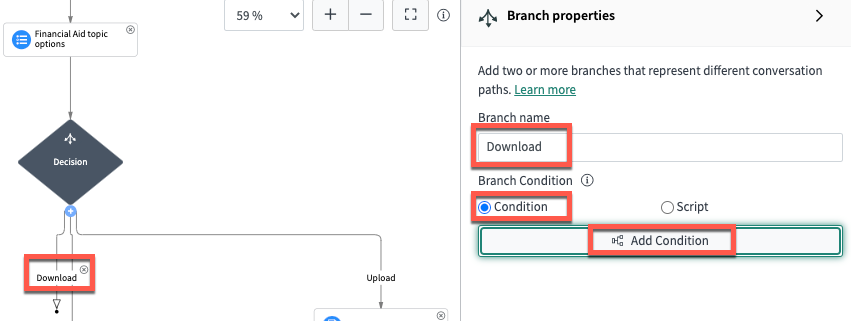 59 %
Branch properties
Financial Aid topic
options
Add two or more branches that represent different conversation
paths. Learn more
Branch name
Download
Decision
Branch Condition
Condition
Script
Add Condition
Download
Upload